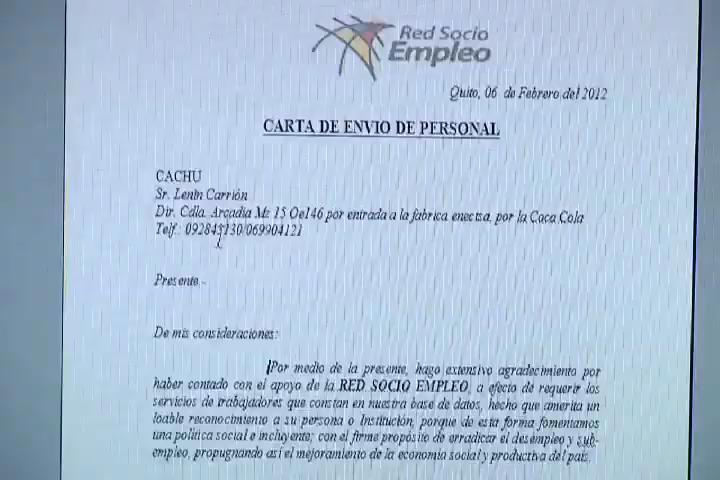 Red Socio
Empleo
Quito, 06 de Febrero del 2012
CARTA DE ENVIO DE PERSONAL
CACHU
Sr. Lenin Carrión
Dir. Cdla. Arcadia Mz 15 Oe146 por entrada a la fabrica enecisa, por la Coca Cola
Telf.: 092845130/069904121
Presente.-
De mis consideraciones:
Por medio de la presente, hago extensivo agradecimiento por
haber contado con el apoyo de la RED SOCIO EMPLEO, a efecto de requerir los
servicios de trabajadores que constan en nuestra base de datos, hecho que amerita un
loable reconocimiento a su persona o Institución, porque de esta forma fomentamos
una política social e incluyente; con el firme propósito de erradicar el desempleo y sub-
empleo, propugnando así el mejoramiento de la economía social y productiva del país.